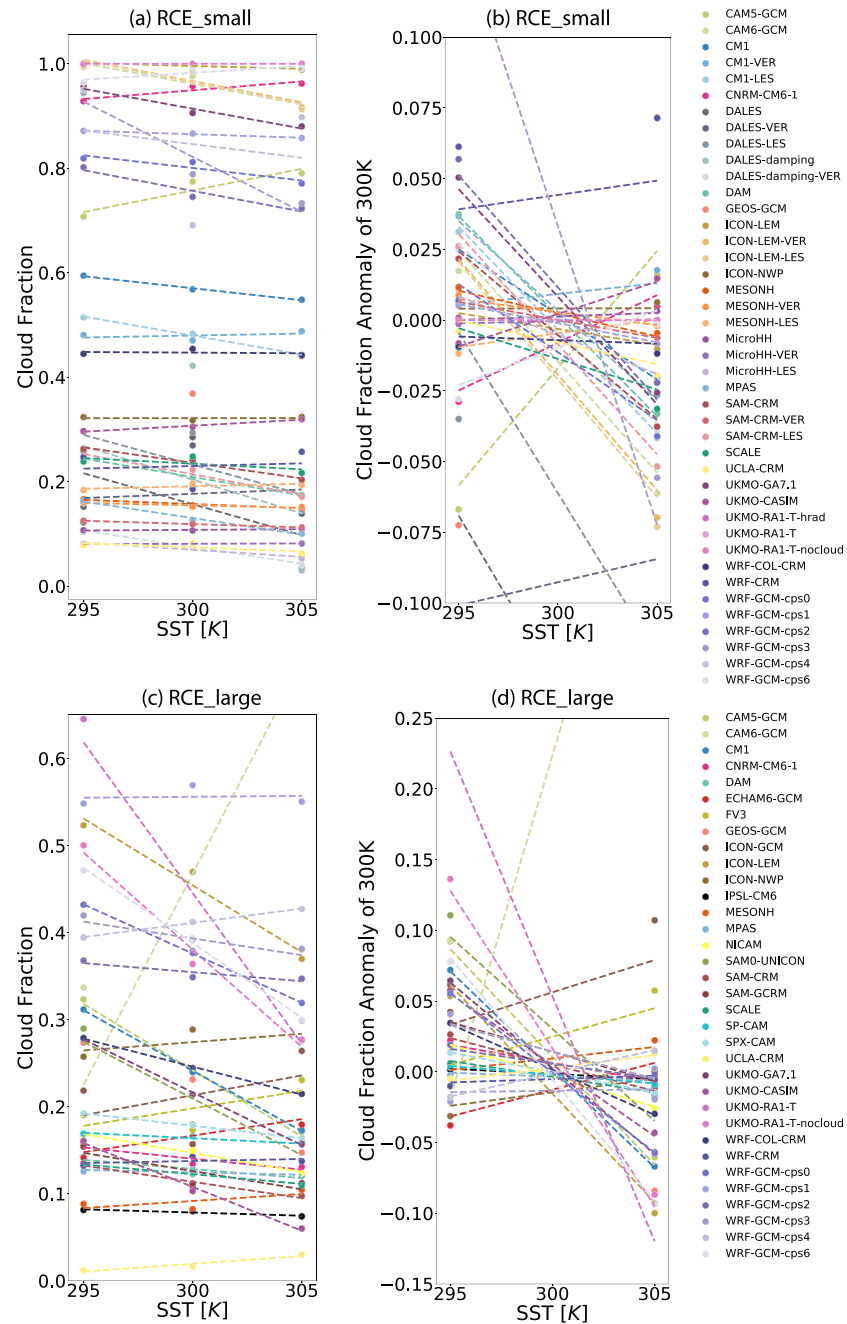 (a) RCE_small
Cloud Fraction
1.0
0.8
0.6
0.4
0.2
0.0
295
300
305
SST [K]
(b) RCE_small
Cloud Fraction Anomaly of 300K
0.100
0.075
0.050
0.025
0.000
−0.025
−0.050
−0.075
−0.100
295
300
305
SST [K]
CAM5-GCM
CAM6-GCM
CM1
CM1-VER
CM1-LES
CNRM-CM6-1
DALES
DALES-VER
DALES-LES
DALES-damping
DALES-damping-VER
DAM
GEOS-GCM
ICON-LEM
ICON-LEM-VER
ICON-LEM-LES
ICON-NWP
MESONH
MESONH-VER
MESONH-LES
MicroHH
MicroHH-VER
MicroHH-LES
MPAS
SAM-CRM
SAM-CRM-VER
SAM-CRM-LES
SCALE
UCLA-CRM
UKMO-GA7.1
UKMO-CASIM
UKMO-RA1-T-hrad
UKMO-RA1-T
UKMO-RA1-T-nocloud
WRF-COL-CRM
WRF-CRM
WRF-GCM-cps0
WRF-GCM-cps1
WRF-GCM-cps2
WRF-GCM-cps3
WRF-GCM-cps4
WRF-GCM-cps6
(c) RCE_large
Cloud Fraction
0.6
0.5
0.4
0.3
0.2
0.1
0.0
295
300
305
SST [K]
(d) RCE_large
Cloud Fraction Anomaly of 300K
0.25
0.20
0.15
0.10
0.05
0.00
−0.05
−0.10
−0.15
295
300
305
SST [K]
CAM5-GCM
CAM6-GCM
CM1
CNRM-CM6-1
DAM
ECHAM6-GCM
FV3
GEOS-GCM
ICON-GCM
ICON-LEM
ICON-NWP
IPSL-CM6
MESONH
MPAS
NICAM
SAM0-UNICON
SAM-CRM
SAM-GCRM
SCALE
SP-CAM
SPX-CAM
UCLA-CRM
UKMO-GA7.1
UKMO-CASIM
UKMO-RA1-T
UKMO-RA1-T-nocloud
WRF-COL-CRM
WRF-CRM
WRF-GCM-cps0
WRF-GCM-cps1
WRF-GCM-cps2
WRF-GCM-cps3
WRF-GCM-cps4
WRF-GCM-cps6